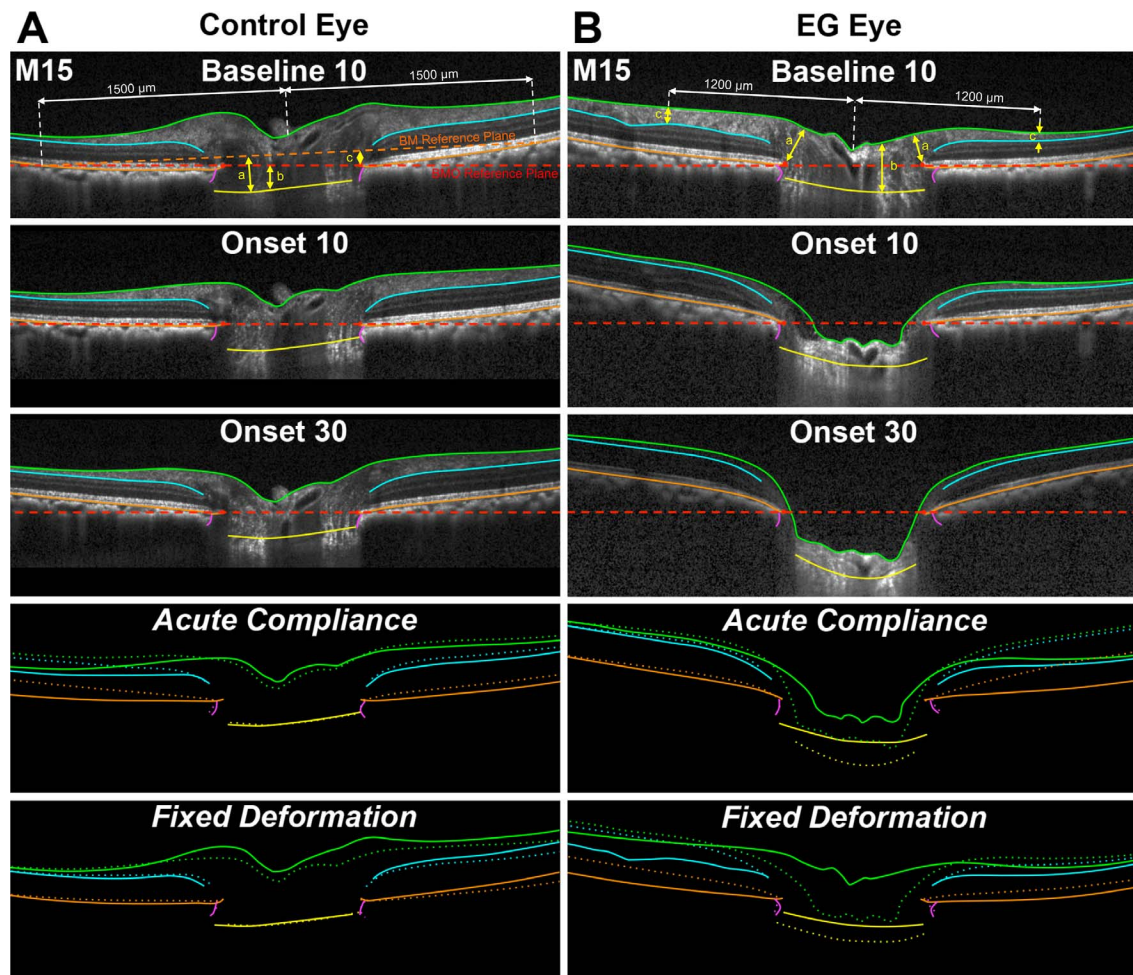 A Control Eye
M15 Baseline 10
1500 µm 1500 µm
BM Reference Plane
c
a b
BMO Reference Plane
Onset 10
Onset 30
Acute Compliance
Fixed Deformation
B EG Eye
M15 Baseline 10
1200 µm 1200 µm
c c
a a
b
Onset 10
Onset 30
Acute Compliance
Fixed Deformation